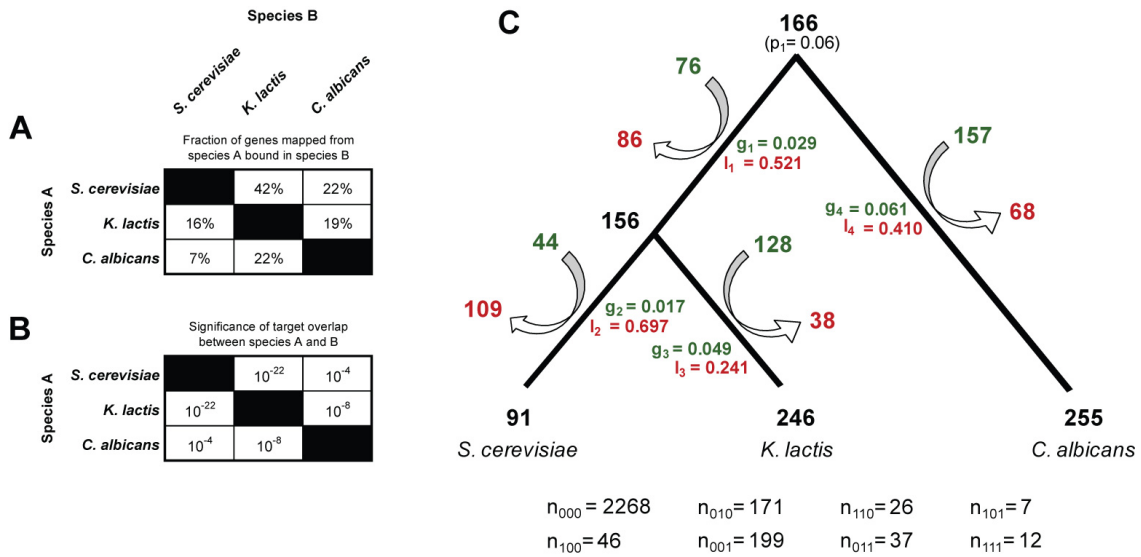 Species B
S. cerevisiae
K. lactis
C. albicans
A
Fraction of genes mapped from
species A bound in species B
Species A
S. cerevisiae 42% 22%
K. lactis 16% 19%
C. albicans 7% 22%
B
Significance of target overlap
between species A and B
Species A
S. cerevisiae 10⁻²² 10⁻⁴
K. lactis 10⁻²² 10⁻⁸
C. albicans 10⁻⁴ 10⁻⁸
C
166
(p₁= 0.06)
76
86
g₁ = 0.029
l₁ = 0.521
157
68
g₄ = 0.061
l₄ = 0.410
156
44
109
g₂ = 0.017
l₂ = 0.697
128
38
g₃ = 0.049
l₃ = 0.241
91 246 255
S. cerevisiae K. lactis C. albicans
n₀₀₀ = 2268 n₀₁₀ = 171 n₁₁₀ = 26 n₁₀₁ = 7
n₁₀₀ = 46 n₀₀₁ = 199 n₀₁₁ = 37 n₁₁₁ = 12